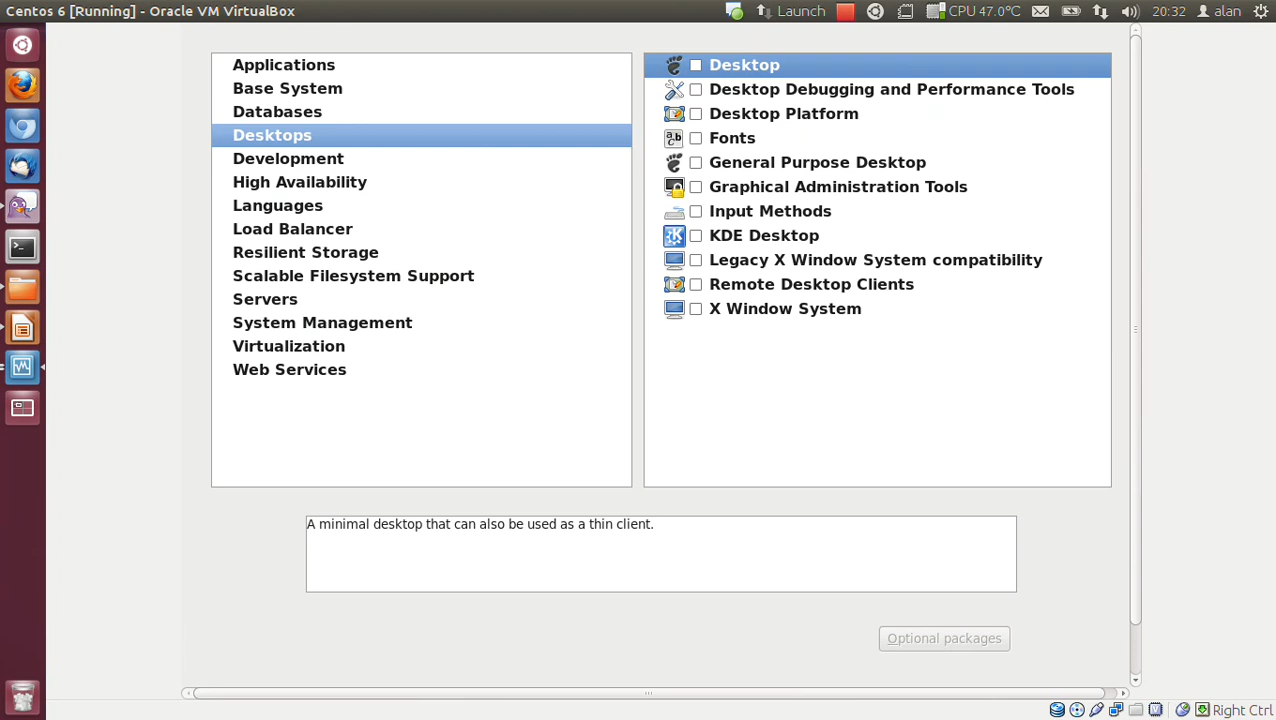 Centos 6 [Running] - Oracle VM VirtualBox
Launch
CPU 47.0°C
20:32
alan
Applications
Base System
Databases
Desktops
Development
High Availability
Languages
Load Balancer
Resilient Storage
Scalable Filesystem Support
Servers
System Management
Virtualization
Web Services
Desktop
Desktop Debugging and Performance Tools
Desktop Platform
Fonts
General Purpose Desktop
Graphical Administration Tools
Input Methods
KDE Desktop
Legacy X Window System compatibility
Remote Desktop Clients
X Window System
A minimal desktop that can also be used as a thin client.
Optional packages
Right Ctrl